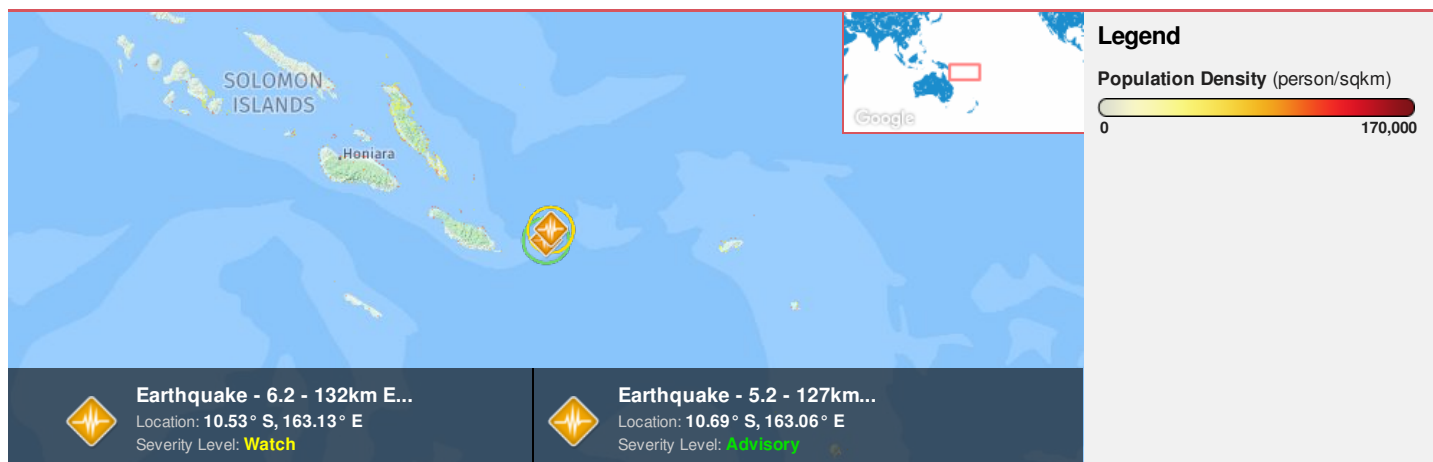 SOLOMON
ISLANDS
Honiara
Google
Legend
Population Density (person/sqkm)
0 170,000
Earthquake - 6.2 - 132km E...
Location: 10.53° S, 163.13° E
Severity Level: Watch
Earthquake - 5.2 - 127km...
Location: 10.69° S, 163.06° E
Severity Level: Advisory